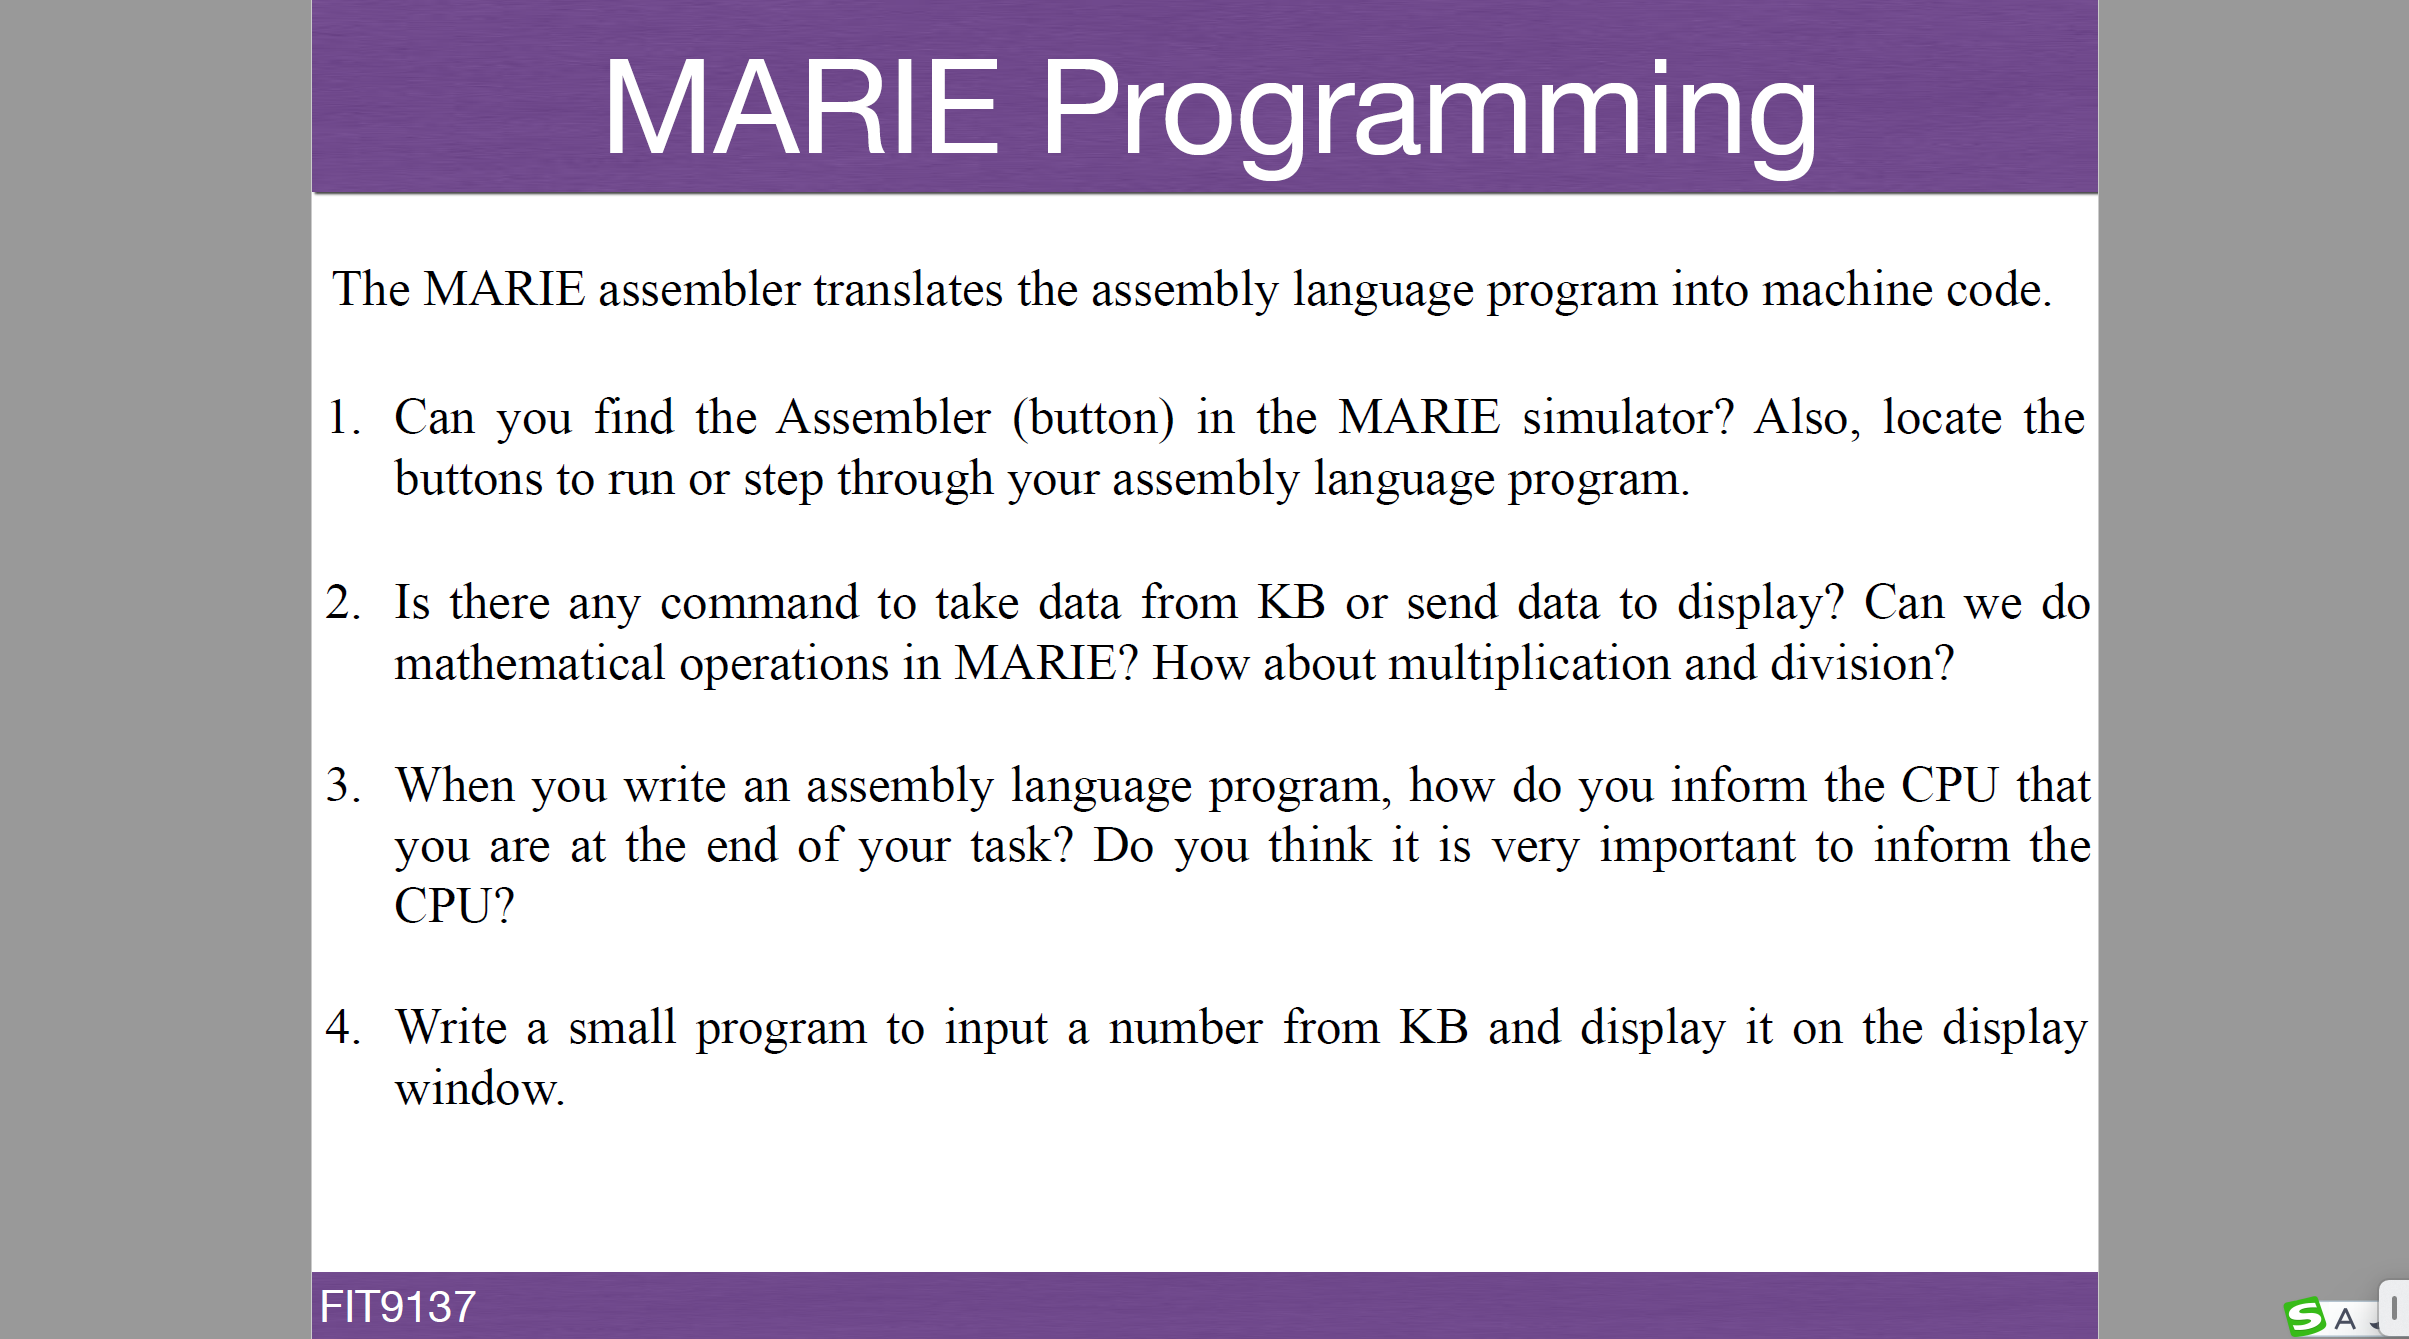 MARIE Programming
The MARIE assembler translates the assembly language program into machine code.
1. Can you find the Assembler (button) in the MARIE simulator? Also, locate the
buttons to run or step through your assembly language program.
2. Is there any command to take data from KB or send data to display? Can we do
mathematical operations in MARIE? How about multiplication and division?
3. When you write an assembly language program, how do you inform the CPU that
you are at the end of your task? Do you think it is very important to inform the
CPU?
4. Write a small program to input a number from KB and display it on the display
window.
FIT9137
S A